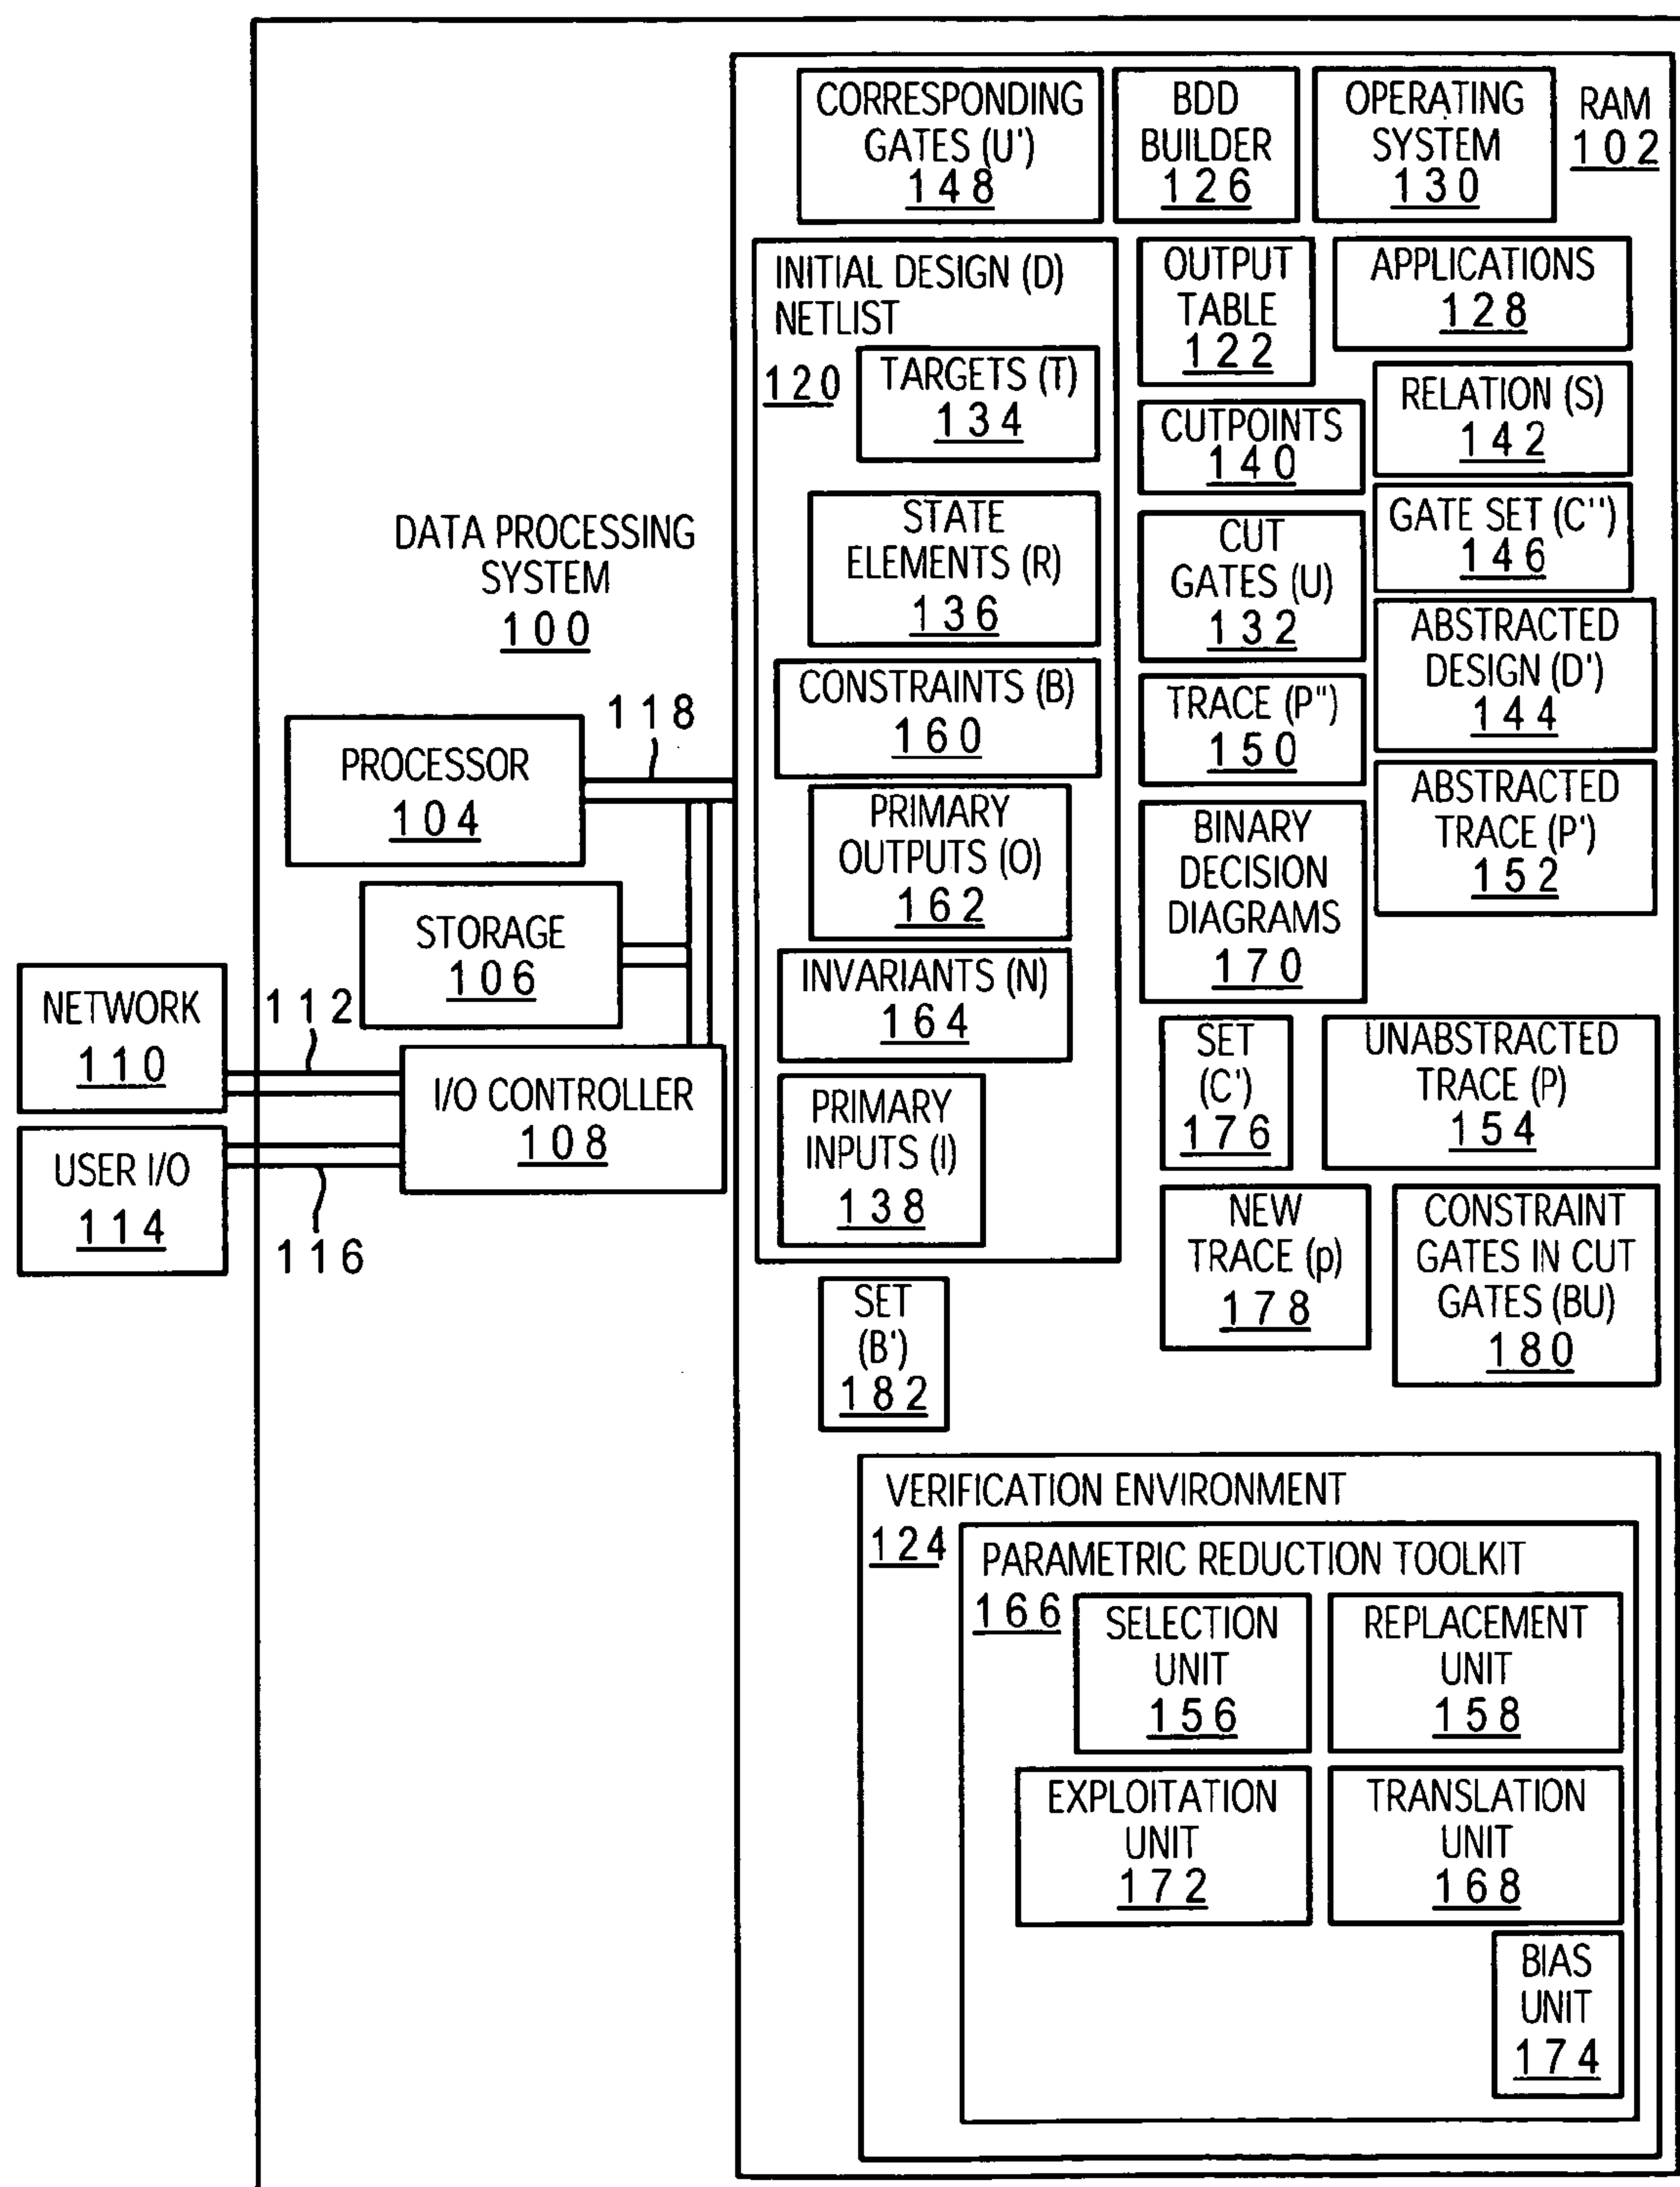 CORRESPONDING
GATES (U')
148
BDD
BUILDER
126
OPERATING
SYSTEM
130
RAM
102
INITIAL DESIGN (D)
NETLIST
120
TARGETS (T)
134
STATE
ELEMENTS (R)
136
CONSTRAINTS (B)
160
PRIMARY
OUTPUTS (O)
162
INVARIANTS (N)
164
PRIMARY
INPUTS (I)
138
OUTPUT
TABLE
122
APPLICATIONS
128
CUTPOINTS
140
RELATION (S)
142
CUT
GATES (U)
132
GATE SET (C'')
146
TRACE (P")
150
ABSTRACTED
DESIGN (D')
144
BINARY
DECISION
DIAGRAMS
170
ABSTRACTED
TRACE (P')
152
SET
(C')
176
UNABSTRACTED
TRACE (P)
154
NEW
TRACE (p)
178
CONSTRAINT
GATES IN CUT
GATES (BU)
180
SET
(B')
182
DATA PROCESSING
SYSTEM
100
118
PROCESSOR
104
STORAGE
106
NETWORK
110
112
I/O CONTROLLER
108
USER I/O
114
116
VERIFICATION ENVIRONMENT
124
PARAMETRIC REDUCTION TOOLKIT
166
SELECTION
UNIT
156
REPLACEMENT
UNIT
158
EXPLOITATION
UNIT
172
TRANSLATION
UNIT
168
BIAS
UNIT
174